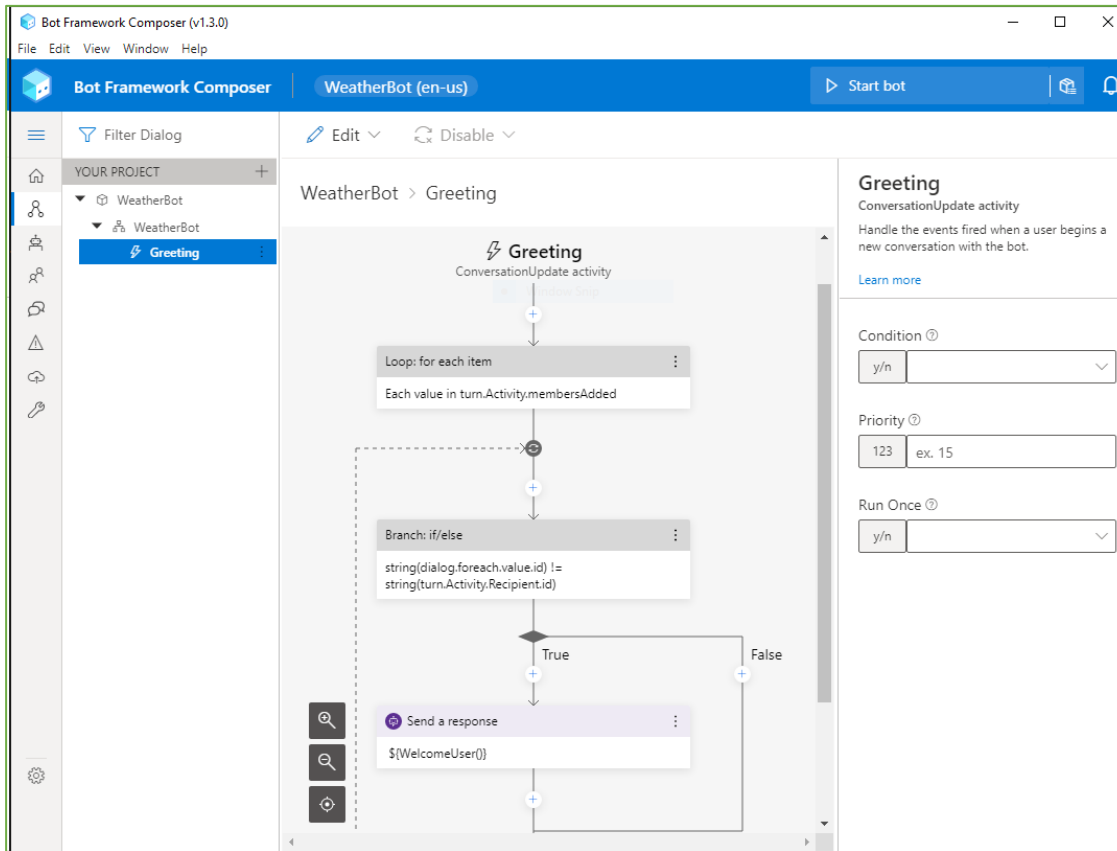 Bot Framework Composer (v1.3.0)
File Edit View Window Help
Bot Framework Composer
WeatherBot (en-us)
Start bot
Filter Dialog
Edit
Disable
YOUR PROJECT
WeatherBot
WeatherBot
Greeting
WeatherBot > Greeting
Greeting
ConversationUpdate activity
Window Snip
Loop: for each item
Each value in turn.Activity.membersAdded
Branch: if/else
string(dialog.foreach.value.id) !=
string(turn.Activity.Recipient.id)
True
False
Send a response
${WelcomeUser()}
Greeting
ConversationUpdate activity
Handle the events fired when a user begins a
new conversation with the bot.
Learn more
Condition
y/n
Priority
123
ex. 15
Run Once
y/n